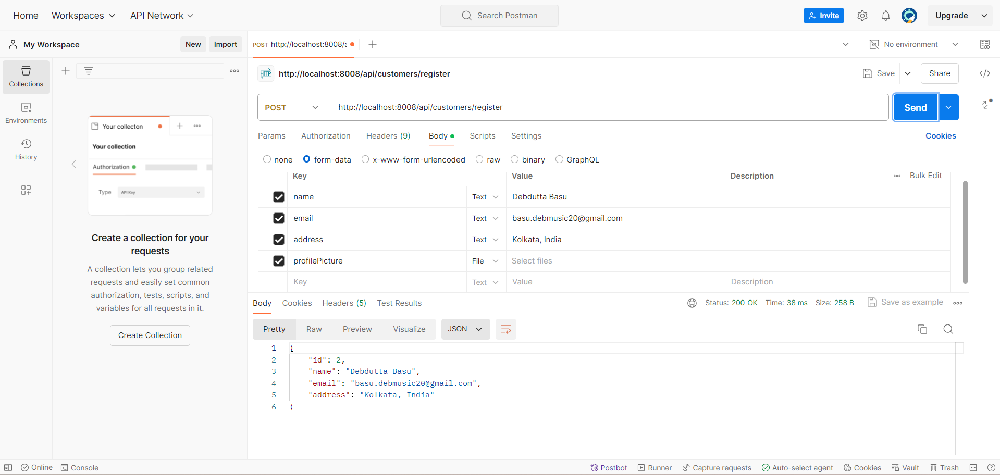 Home Workspaces API Network Search Postman Invite Upgrade
My Workspace New Import POST http://localhost:8008/a No environment
Collections
Environments
History
Your collecton
Your collection
Authorization
Type API Key
Create a collection for your
requests
A collection lets you group related
requests and easily set common
authorization, tests, scripts, and
variables for all requests in it.
Create Collection
HTTP http://localhost:8008/api/customers/register Save Share
POST http://localhost:8008/api/customers/register Send
Params Authorization Headers (9) Body Scripts Settings Cookies
none form-data x-www-form-urlencoded raw binary GraphQL
Key Value Description Bulk Edit
name Text Debdutta Basu
email Text basu.debmusic20@gmail.com
address Text Kolkata, India
profilePicture File Select files
Key Text Value Description
Body Cookies Headers (5) Test Results Status: 200 OK Time: 38 ms Size: 258 B Save as example
Pretty Raw Preview Visualize JSON
1 {
2 "id": 2,
3 "name": "Debdutta Basu",
4 "email": "basu.debmusic20@gmail.com",
5 "address": "Kolkata, India"
6 }
Online Console Postbot Runner Capture requests Auto-select agent Cookies Vault Trash